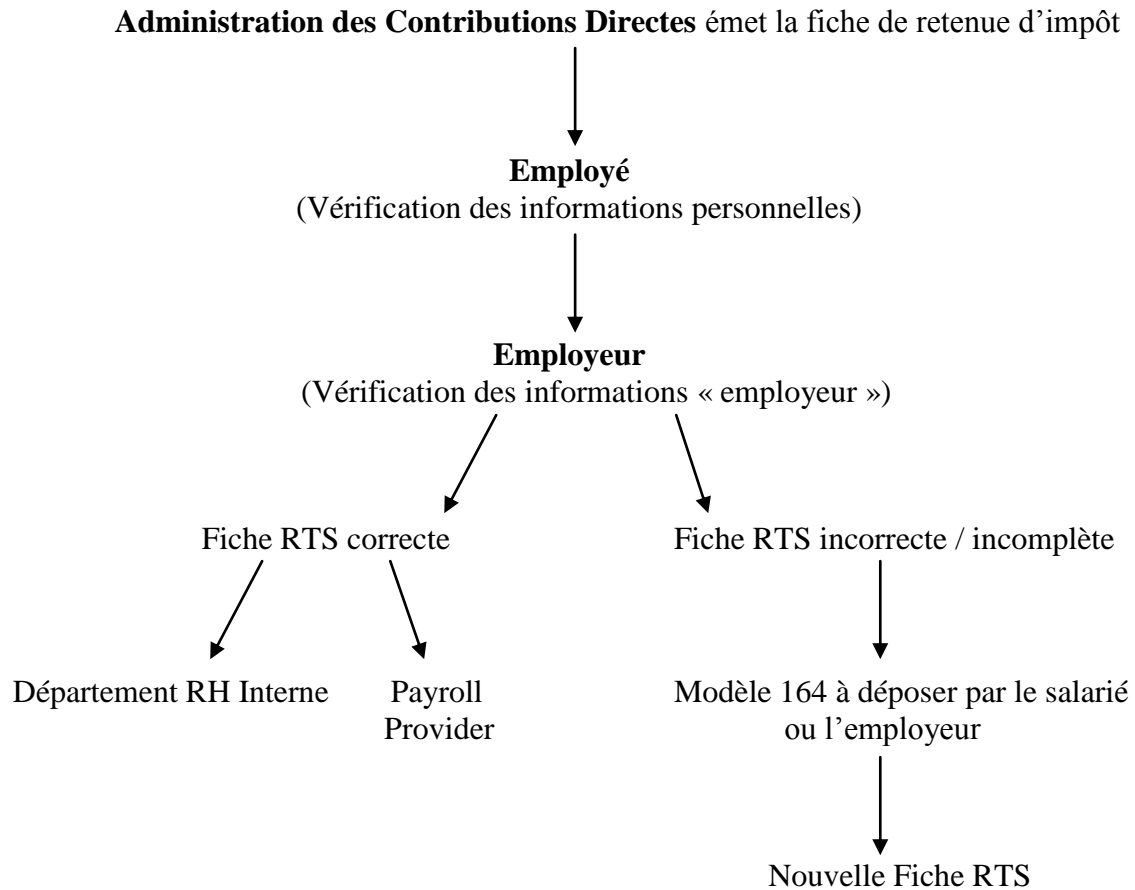 Administration des Contributions Directes émet la fiche de retenue d’impôt
Employé
(Vérification des informations personnelles)
Employeur
(Vérification des informations « employeur »)
Fiche RTS correcte
Fiche RTS incorrecte / incomplète
Département RH Interne
Payroll
Provider
Modèle 164 à déposer par le salarié
ou l’employeur
Nouvelle Fiche RTS